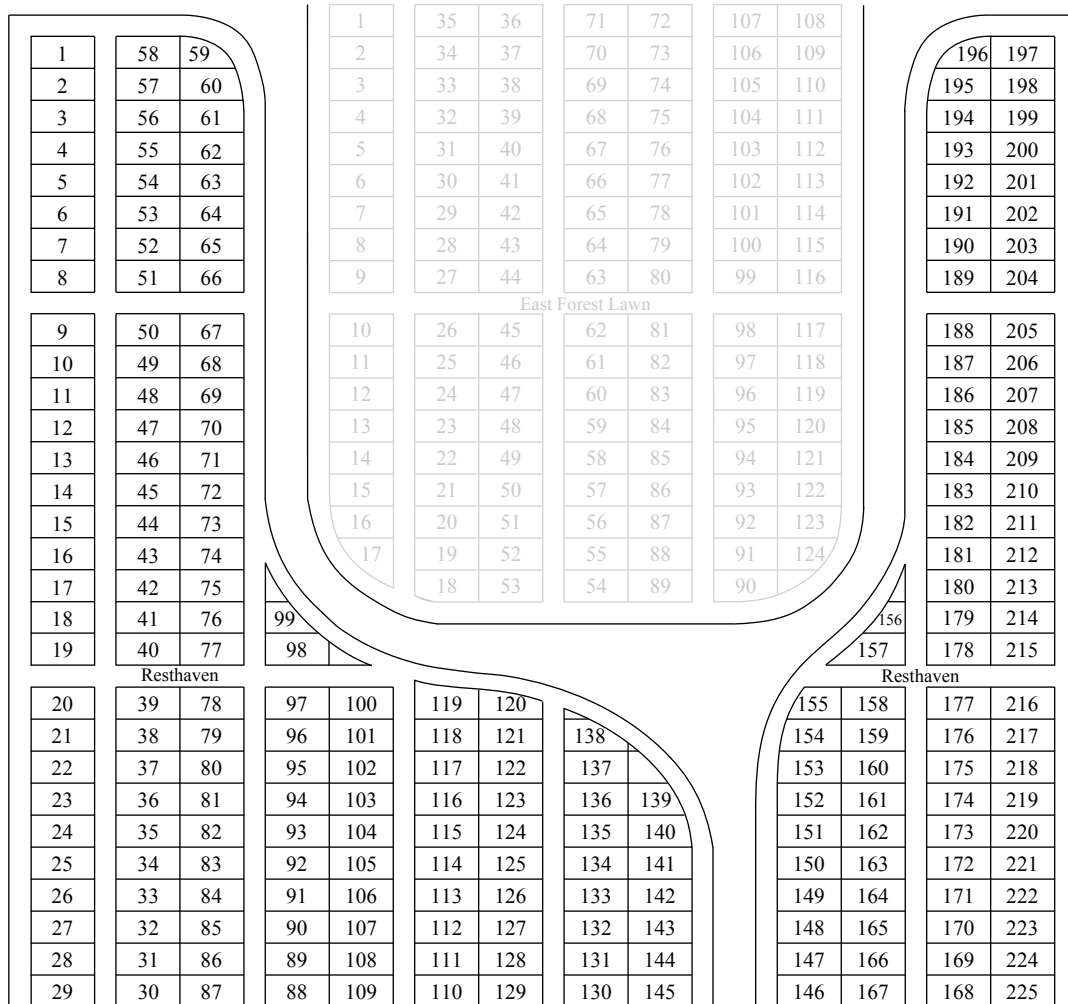 1 35 36 71 72 107 108
1 58 59 2 34 37 70 73 106 109 196 197
2 57 60 3 33 38 69 74 105 110 195 198
3 56 61 4 32 39 68 75 104 111 194 199
4 55 62 5 31 40 67 76 103 112 193 200
5 54 63 6 30 41 66 77 102 113 192 201
6 53 64 7 29 42 65 78 101 114 191 202
7 52 65 8 28 43 64 79 100 115 190 203
8 51 66 9 27 44 63 80 99 116 189 204
East Forest Lawn
9 50 67 10 26 45 62 81 98 117 188 205
10 49 68 11 25 46 61 82 97 118 187 206
11 48 69 12 24 47 60 83 96 119 186 207
12 47 70 13 23 48 59 84 95 120 185 208
13 46 71 14 22 49 58 85 94 121 184 209
14 45 72 15 21 50 57 86 93 122 183 210
15 44 73 16 20 51 56 87 92 123 182 211
16 43 74 17 19 52 55 88 91 124 181 212
17 42 75 18 53 54 89 90 180 213
18 41 76 99 156 179 214
19 40 77 98 157 178 215
Resthaven Resthaven
20 39 78 97 100 119 120 155 158 177 216
21 38 79 96 101 118 121 138 154 159 176 217
22 37 80 95 102 117 122 137 153 160 175 218
23 36 81 94 103 116 123 136 139 152 161 174 219
24 35 82 93 104 115 124 135 140 151 162 173 220
25 34 83 92 105 114 125 134 141 150 163 172 221
26 33 84 91 106 113 126 133 142 149 164 171 222
27 32 85 90 107 112 127 132 143 148 165 170 223
28 31 86 89 108 111 128 131 144 147 166 169 224
29 30 87 88 109 110 129 130 145 146 167 168 225